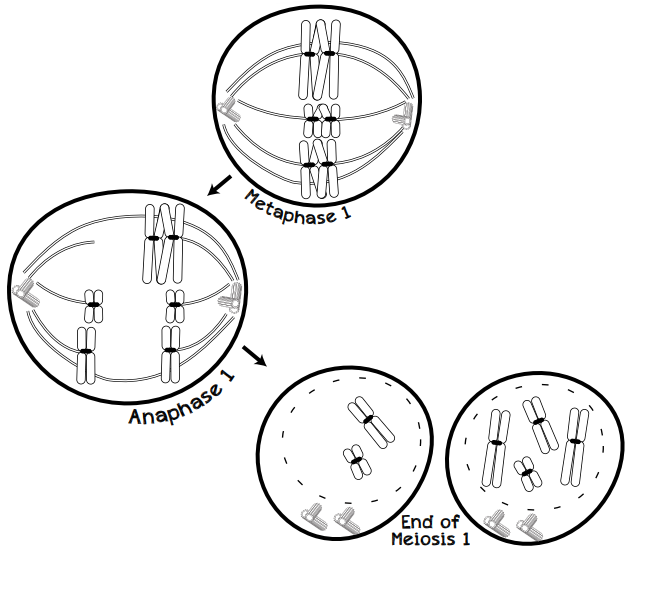 Metaphase 1
Anaphase 1
End of
Meiosis 1